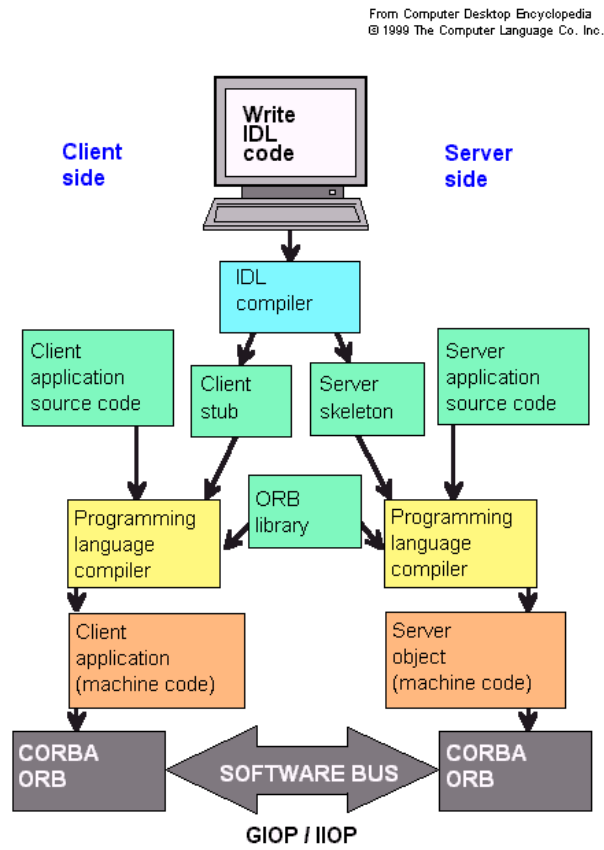 From Computer Desktop Encyclopedia
© 1999 The Computer Language Co. Inc.
Write
IDL
code
Client
side
Server
side
IDL
compiler
Client
application
source code
Client
stub
Server
skeleton
Server
application
source code
ORB
library
Programming
language
compiler
Programming
language
compiler
Client
application
(machine code)
Server
object
(machine code)
CORBA
ORB
SOFTWARE BUS
CORBA
ORB
GIOP / IIOP